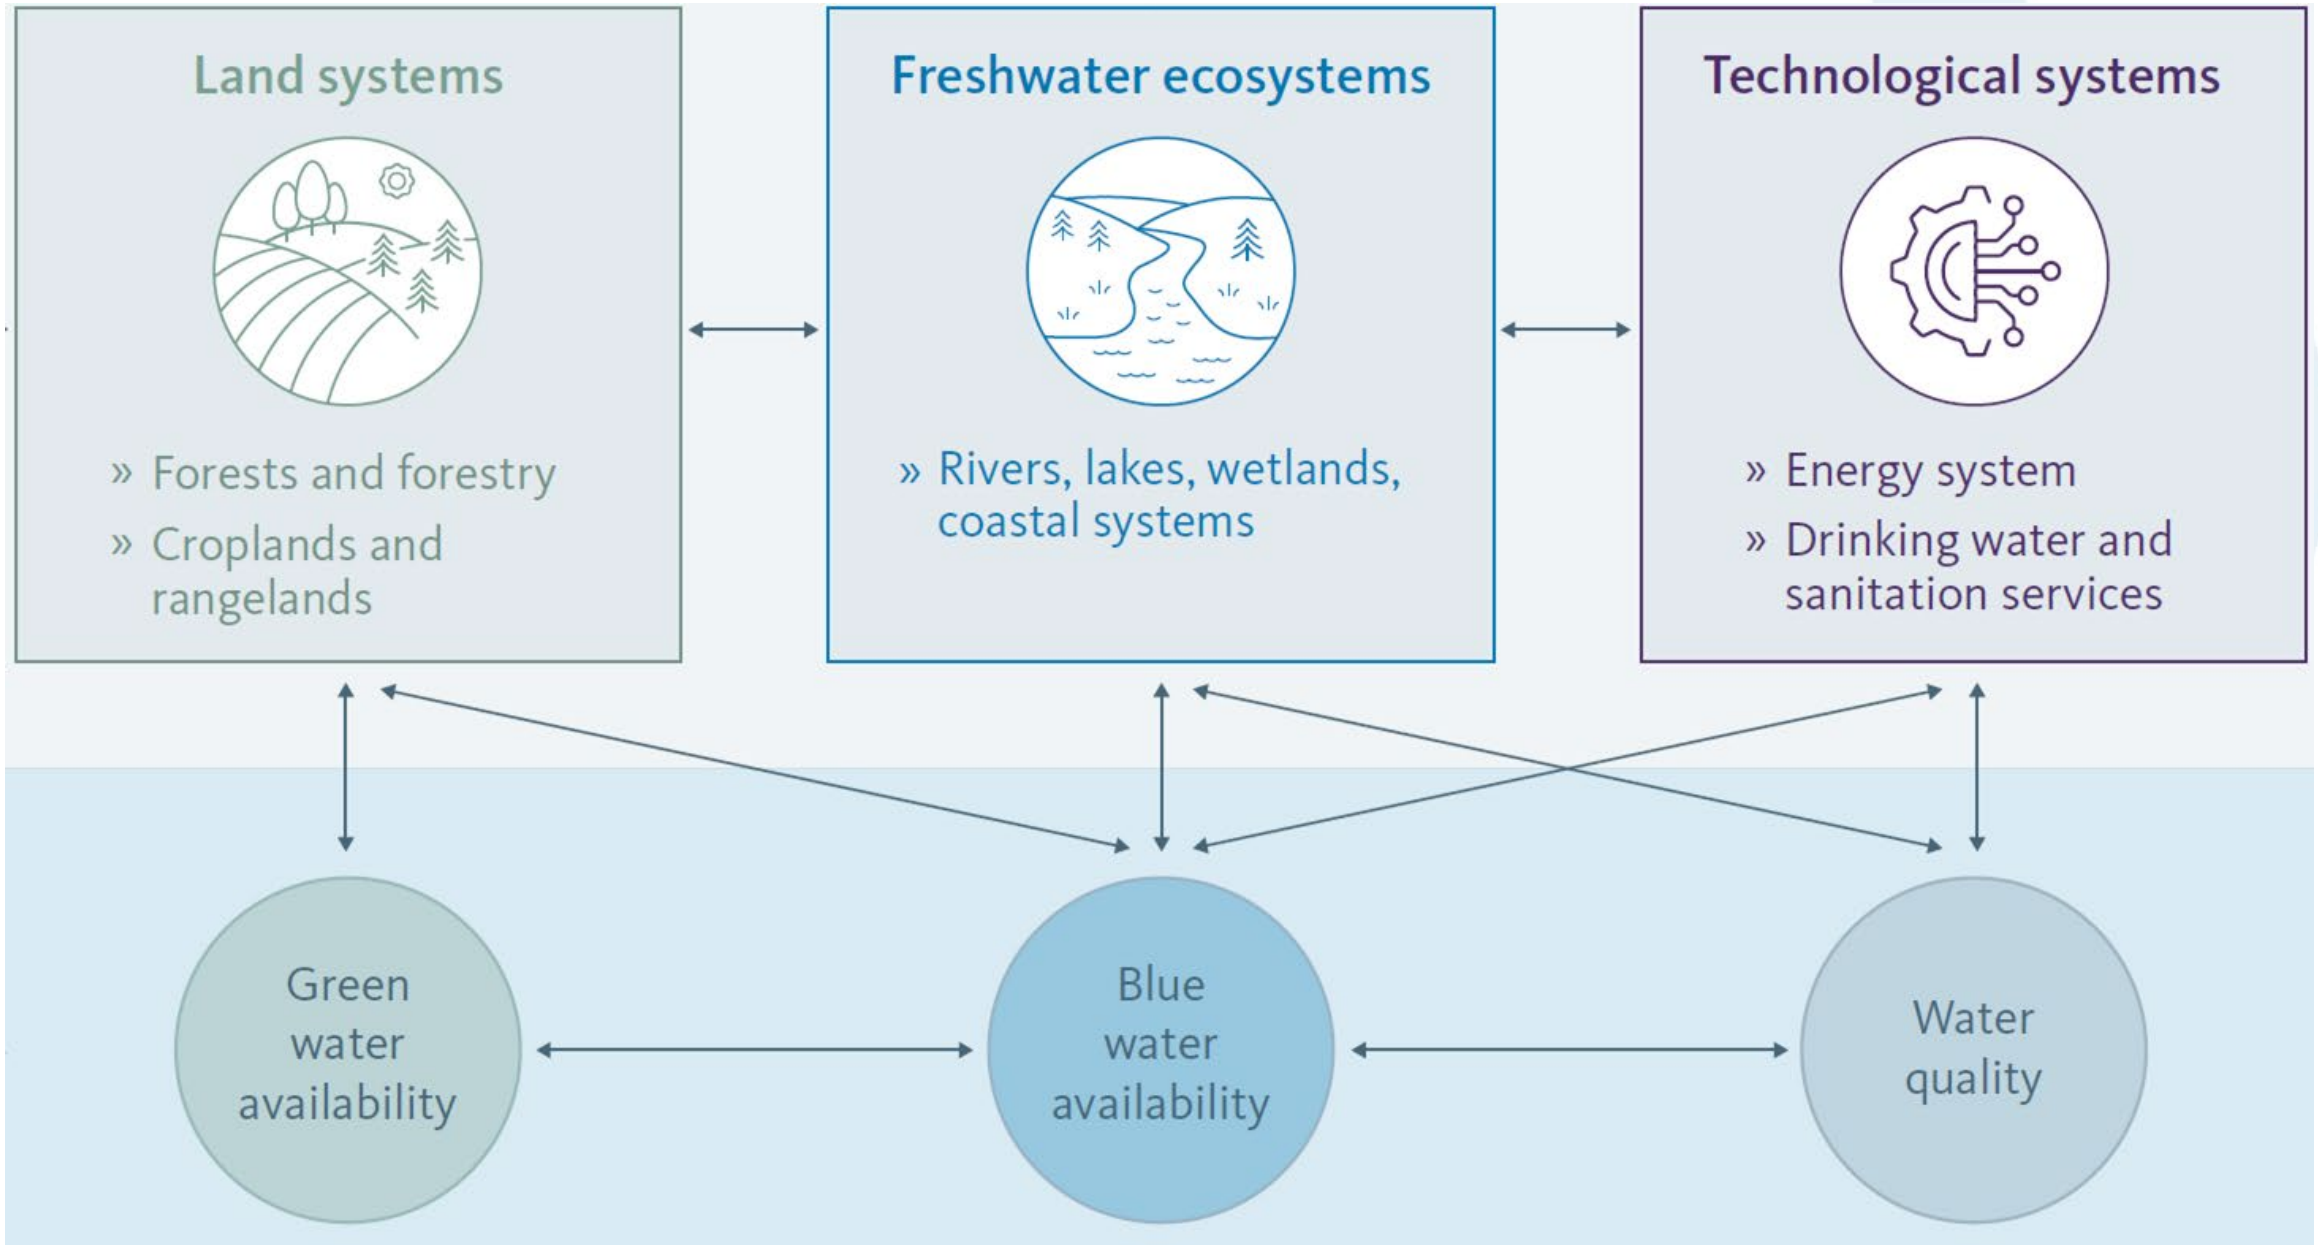 Land systems
» Forests and forestry
» Croplands and
rangelands
Freshwater ecosystems
» Rivers, lakes, wetlands,
coastal systems
Technological systems
» Energy system
» Drinking water and
sanitation services
Green
water
availability
Blue
water
availability
Water
quality